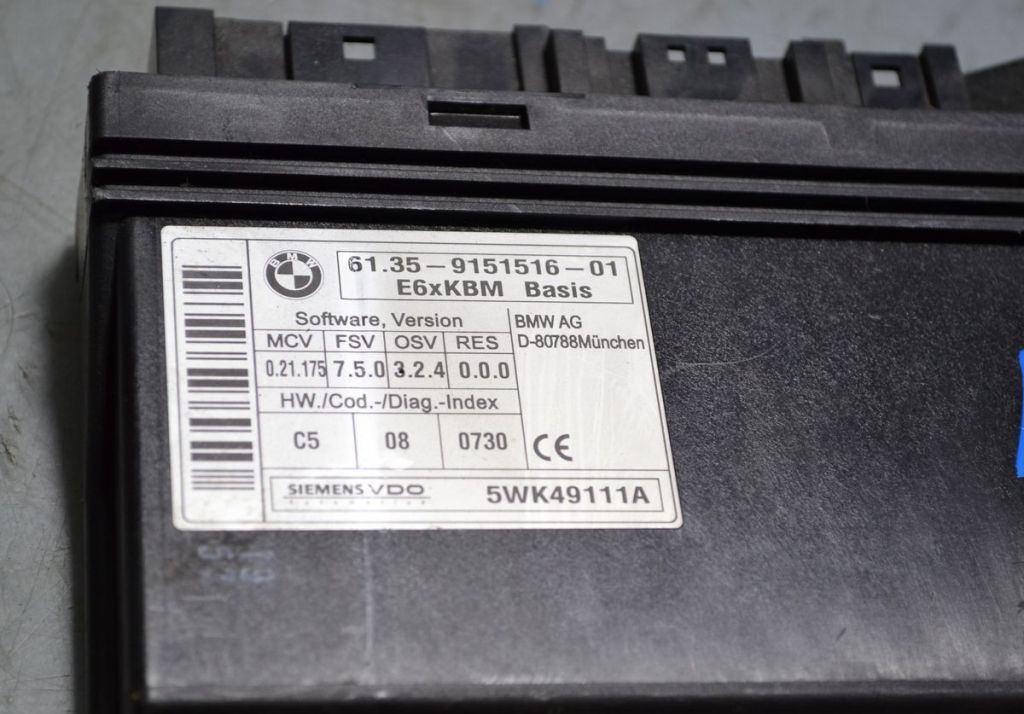 BMW
61.35-9151516-01
E6xKBM Basis
Software, Version
MCV FSV OSV RES
0.21.175 7.5.0 3.2.4 0.0.0
BMW AG
D-80788München
HW./Cod.-/Diag.-Index
C5 08 0730
CE
SIEMENS VDO
Automotive
5WK49111A